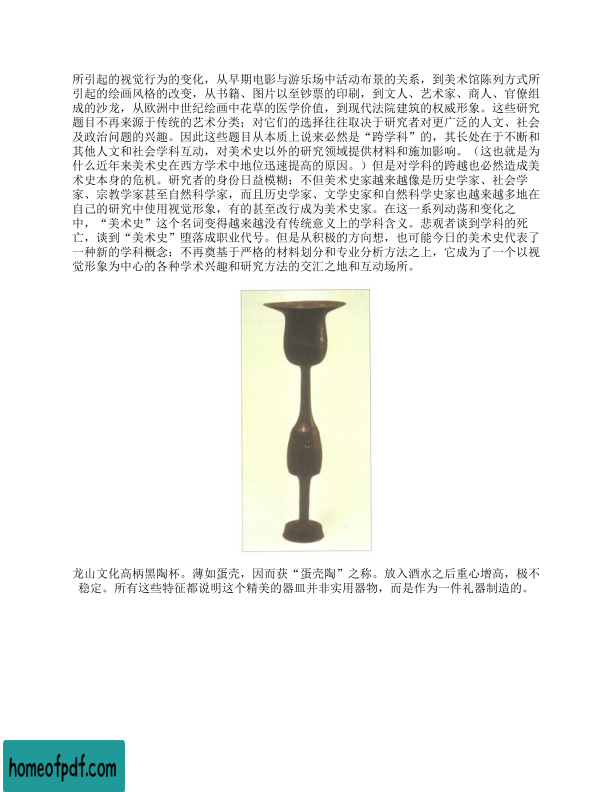 所引起的视觉行为的变化，从早期电影与游乐场中活动布景的关系，到美术馆陈列方式所
引起的绘画风格的改变，从书籍、图片以至钞票的印刷，到文人、艺术家、商人、官僚组
成的沙龙，从欧洲中世纪绘画中花草的医学价值，到现代法院建筑的权威形象。这些研究
题目不再来源于传统的艺术分类；对它们的选择往往取决于研究者对更广泛的人文、社会
及政治问题的兴趣。因此这些题目从本质上说来必然是“跨学科”的，其长处在于不断和
其他人文和社会学科互动，对美术史以外的研究领域提供材料和施加影响。（这也就是为
什么近年来美术史在西方学术中地位迅速提高的原因。）但是对学科的跨越也必然造成美
术史本身的危机。研究者的身份日益模糊：不但美术史家越来越像是历史学家、社会学
家、宗教学家甚至自然科学家，而且历史学家、文学史家和自然科学史家也越来越多地在
自己的研究中使用视觉形象，有的甚至改行成为美术史家。在这一系列动荡和变化之
中，“美术史”这个名词变得越来越没有传统意义上的学科含义。悲观者谈到学科的死
亡，谈到“美术史”堕落成职业代号。但是从积极的方向想，也可能今日的美术史代表了
一种新的学科概念：不再奠基于严格的材料划分和专业分析方法之上，它成为了一个以视
觉形象为中心的各种学术兴趣和研究方法的交汇之地和互动场所。
龙山文化高柄黑陶杯。薄如蛋壳，因而获“蛋壳陶”之称。放入酒水之后重心增高，极不
稳定。所有这些特征都说明这个精美的器皿并非实用器物，而是作为一件礼器制造的。
homeofpdf.com